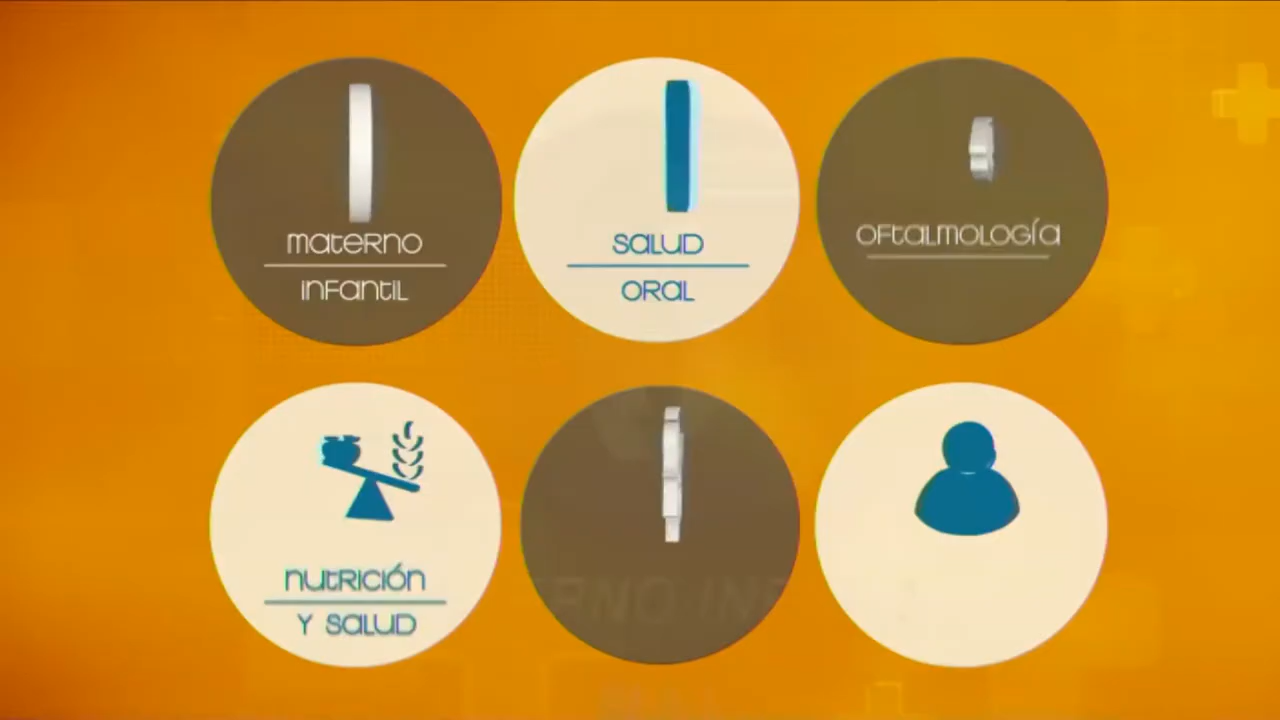 materno
infantil
salud
oral
oftalmología
nutrición
y salud